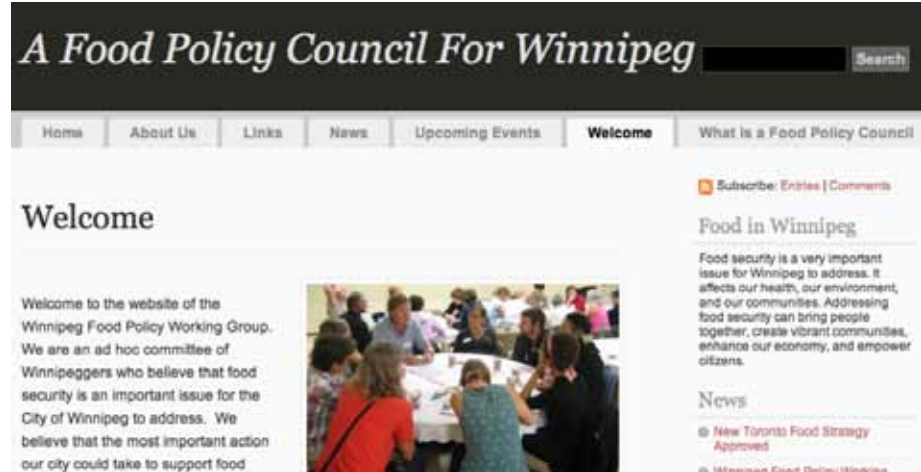 A Food Policy Council For Winnipeg
Search
Home About Us Links News Upcoming Events Welcome What is a Food Policy Council
Welcome
Welcome to the website of the
Winnipeg Food Policy Working Group.
We are an ad hoc committee of
Winnipeggers who believe that food
security is an important issue for the
City of Winnipeg to address. We
believe that the most important action
our city could take to support food
Subscribe: Entries | Comments
Food in Winnipeg
Food security is a very important
issue for Winnipeg to address. It
affects our health, our environment,
and our communities. Addressing
food security can bring people
together, create vibrant communities,
enhance our economy, and empower
citizens.
News
New Toronto Food Strategy
Approved
Winnipeg Food Policy Working